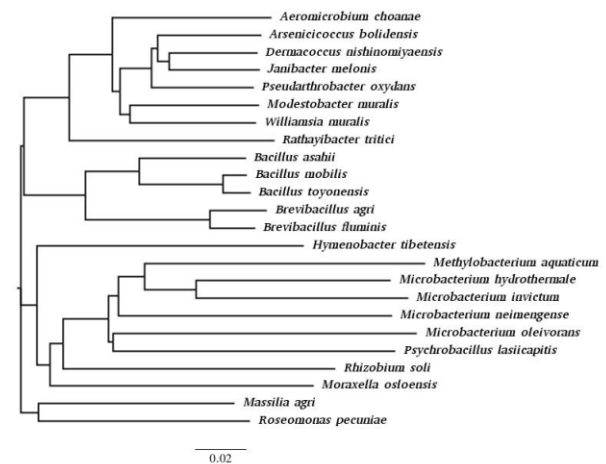 Aeromicrobium choanae
Arsenicicoccus bolidensis
Dermacoccus nishinomiyaensis
Janibacter melonis
Pseudarthrobacter oxydans
Modestobacter muralis
Williamsia muralis
Rathayibacter tritici
Bacillus asahii
Bacillus mobilis
Bacillus toyonensis
Brevibacillus agri
Brevibacillus fluminis
Hymenobacter tibetensis
Methylobacterium aquaticum
Microbacterium hydrothermale
Microbacterium invictum
Microbacterium neimengense
Microbacterium oleivorans
Psychrobacillus lasiicapitis
Rhizobium soli
Moraxella osloensis
Massilia agri
Roseomonas pecuniae
0.02